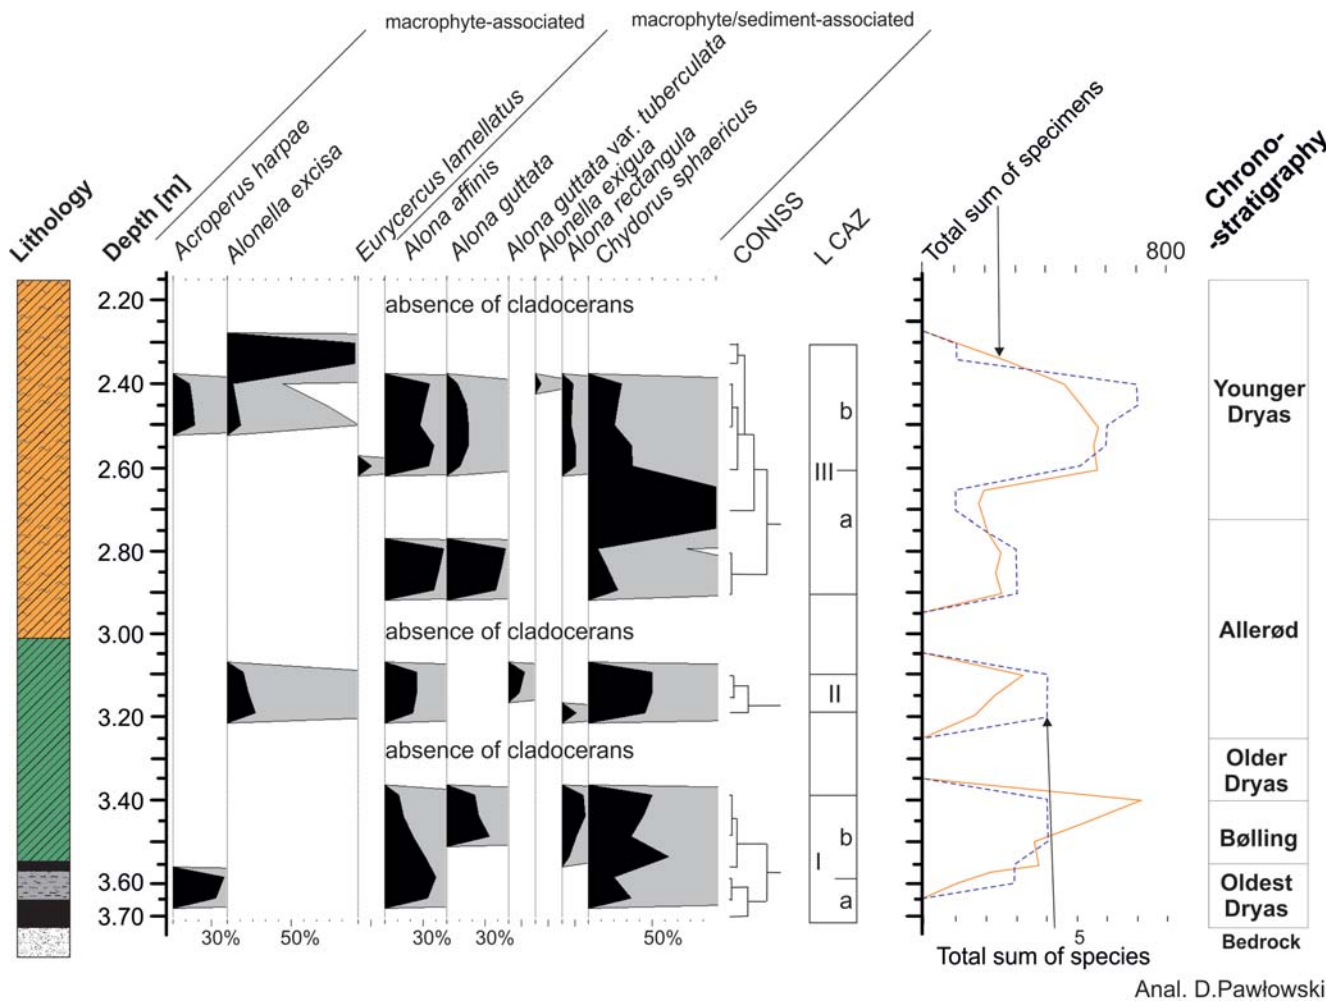 macrophyte-associated
macrophyte/sediment-associated
Lithology
Depth [m]
Acroperus harpae
Alonella excisa
Eurycercus lamellatus
Alona affinis
Alona guttata
Alona guttata var. tuberculata
Alonella exigua
Alona rectangula
Chydorus sphaericus
CONISS
L CAZ
Total sum of specimens
800
Chrono-
-stratigraphy
absence of cladocerans
2.20
2.40
2.60
2.80
3.00
3.20
3.40
3.60
3.70
absence of cladocerans
absence of cladocerans
b
III
a
II
b
I
a
Younger
Dryas
Allerød
Older
Dryas
Bølling
Oldest
Dryas
Bedrock
30%
50%
30%
30%
50%
5
Total sum of species
Anal. D.Pawłowski